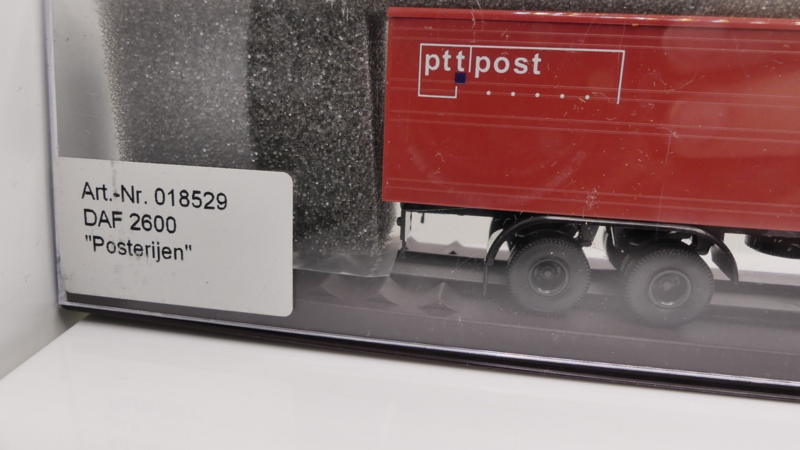 ptt post
Art.-Nr. 018529
DAF 2600
"Posterijen"